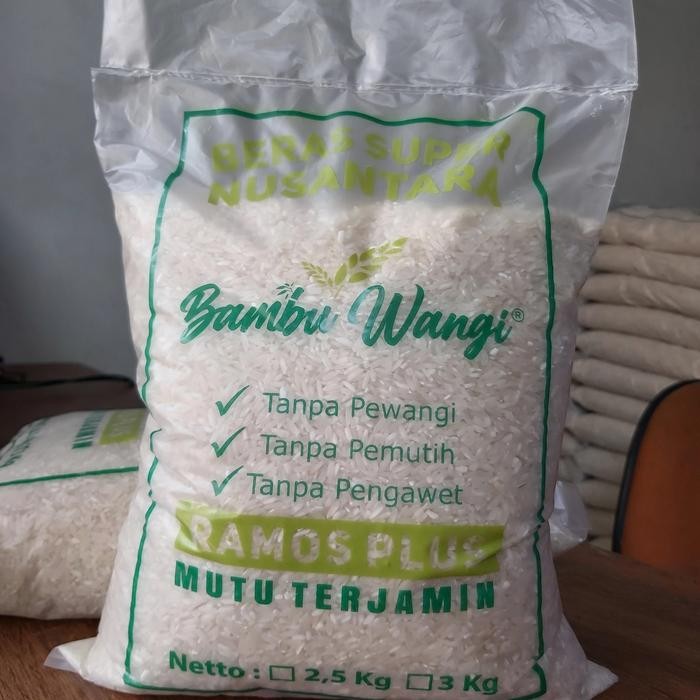 BERAS SUPER
NUSANTARA
Bambu Wangi®
✓ Tanpa Pewangi
✓ Tanpa Pemutih
✓ Tanpa Pengawet
RAMOS PLUS
MUTU TERJAMIN
Netto : ☐ 2,5 Kg ☐ 3 Kg